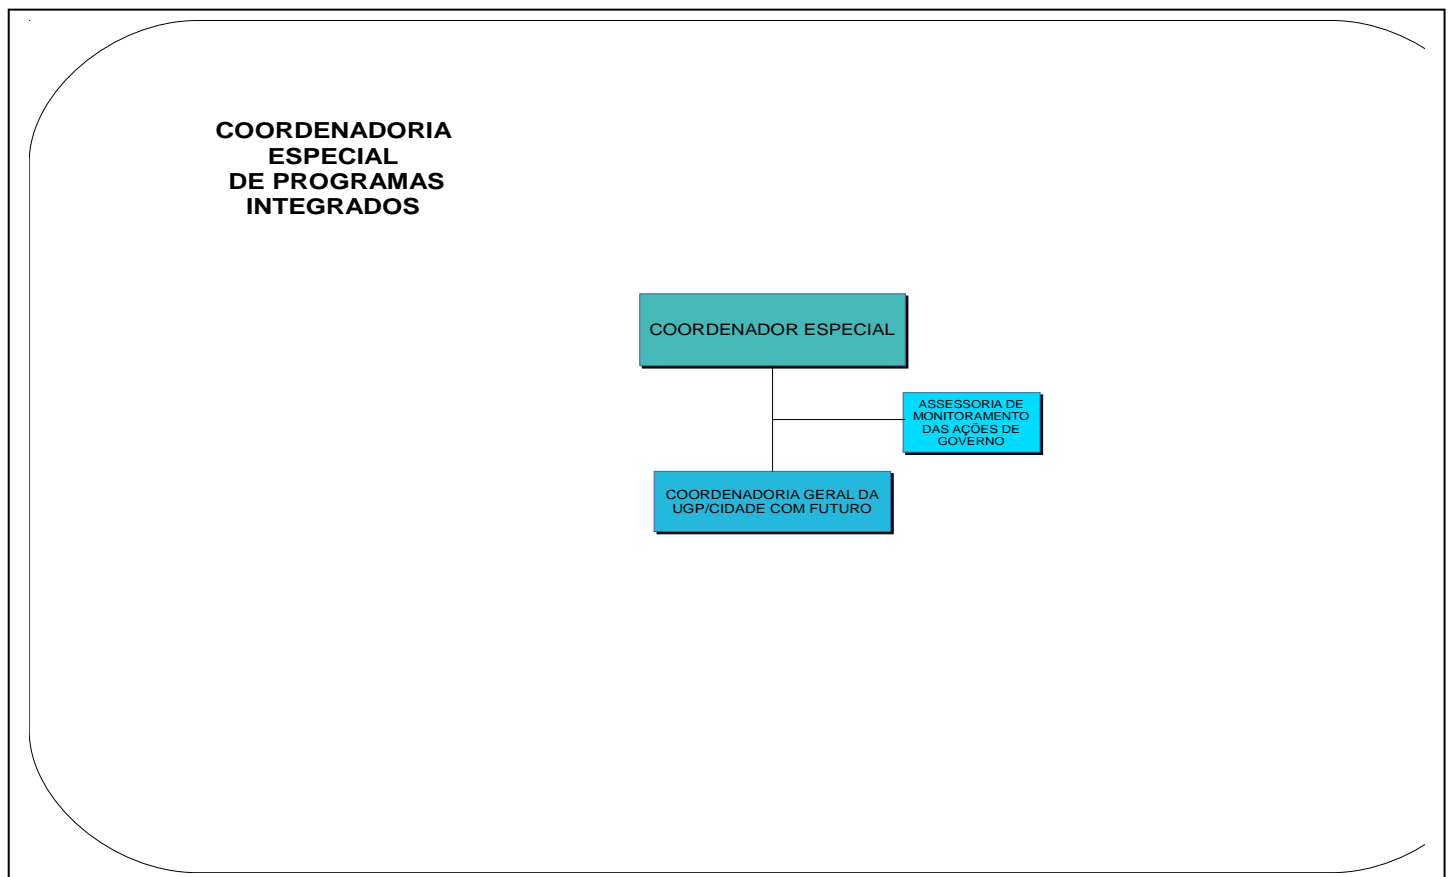 COORDENADORIA
ESPECIAL
DE PROGRAMAS
INTEGRADOS
COORDENADOR ESPECIAL
ASSESSORIA DE
MONITORAMENTO
DAS AÇÕES DE
GOVERNO
COORDENADORIA GERAL DA
UGP/CIDADE COM FUTURO